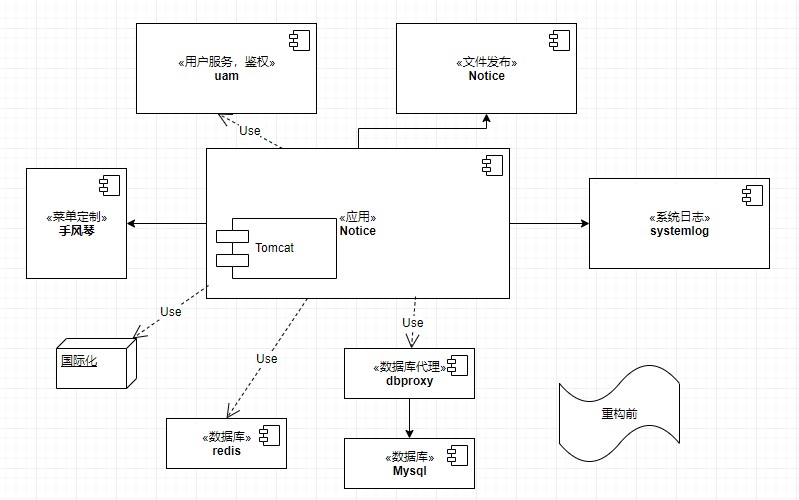 «用户服务，鉴权»
uam
«文件发布»
Notice
Use
«菜单定制»
手风琴
«应用»
Notice
Tomcat
«系统日志»
systemlog
Use
国际化
Use
Use
«数据库代理»
dbproxy
«数据库»
redis
«数据库»
Mysql
重构前